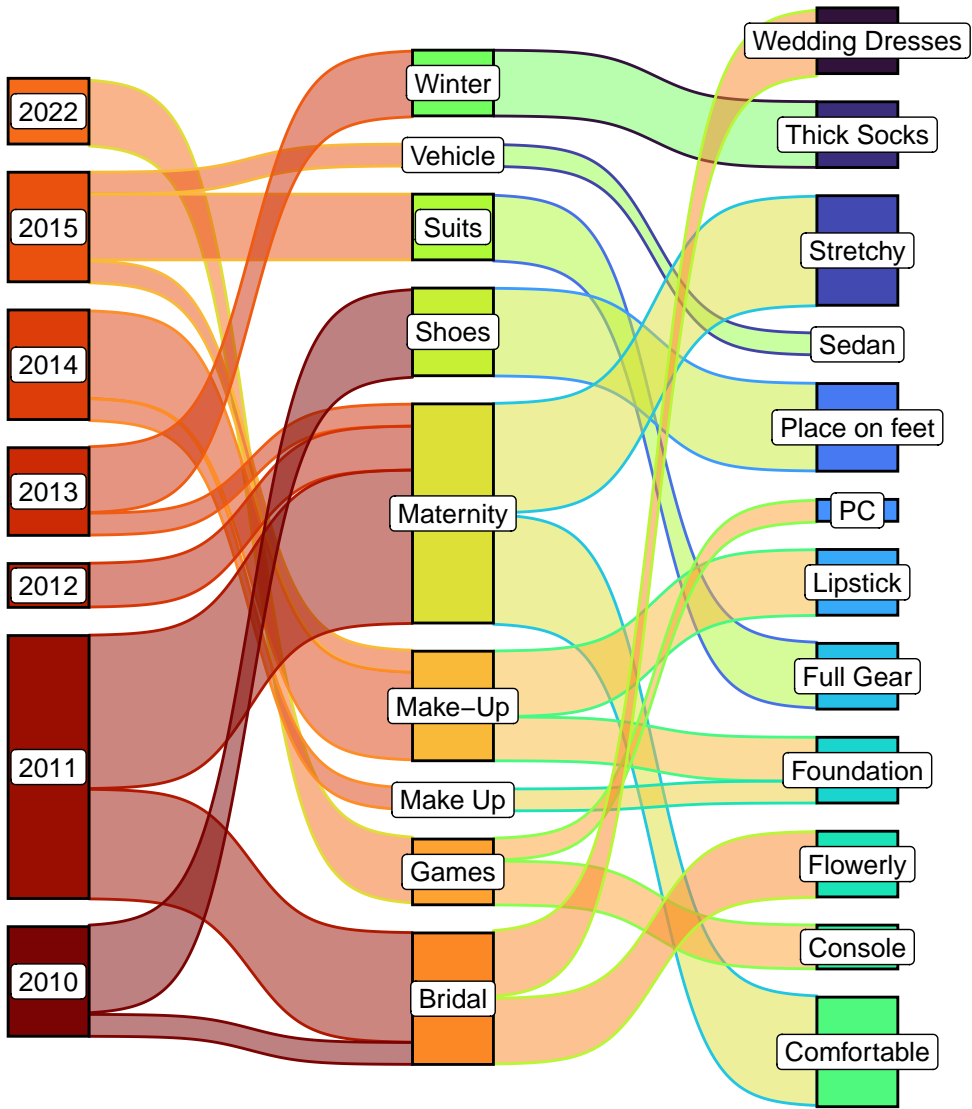 2022
2015
2014
2013
2012
2011
2010
Winter
Vehicle
Suits
Shoes
Maternity
Make−Up
Make Up
Games
Bridal
Wedding Dresses
Thick Socks
Stretchy
Sedan
Place on feet
PC
Lipstick
Full Gear
Foundation
Flowerly
Console
Comfortable